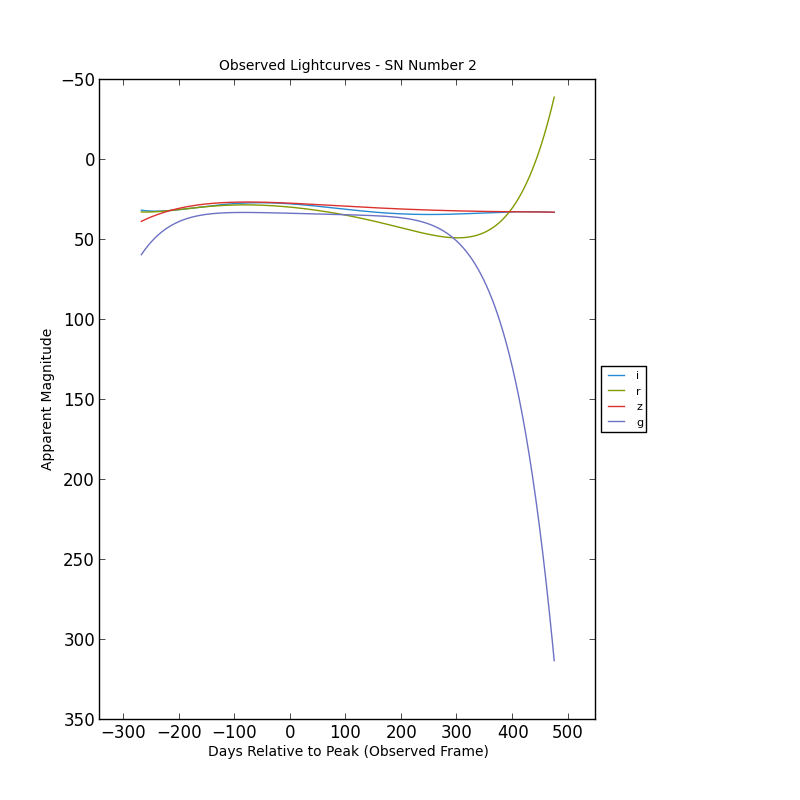 Observed Lightcurves - SN Number 2
−50
0
50
100
150
200
250
300
350
Apparent Magnitude
−300 −200 −100 0 100 200 300 400 500
Days Relative to Peak (Observed Frame)
i
r
z
g